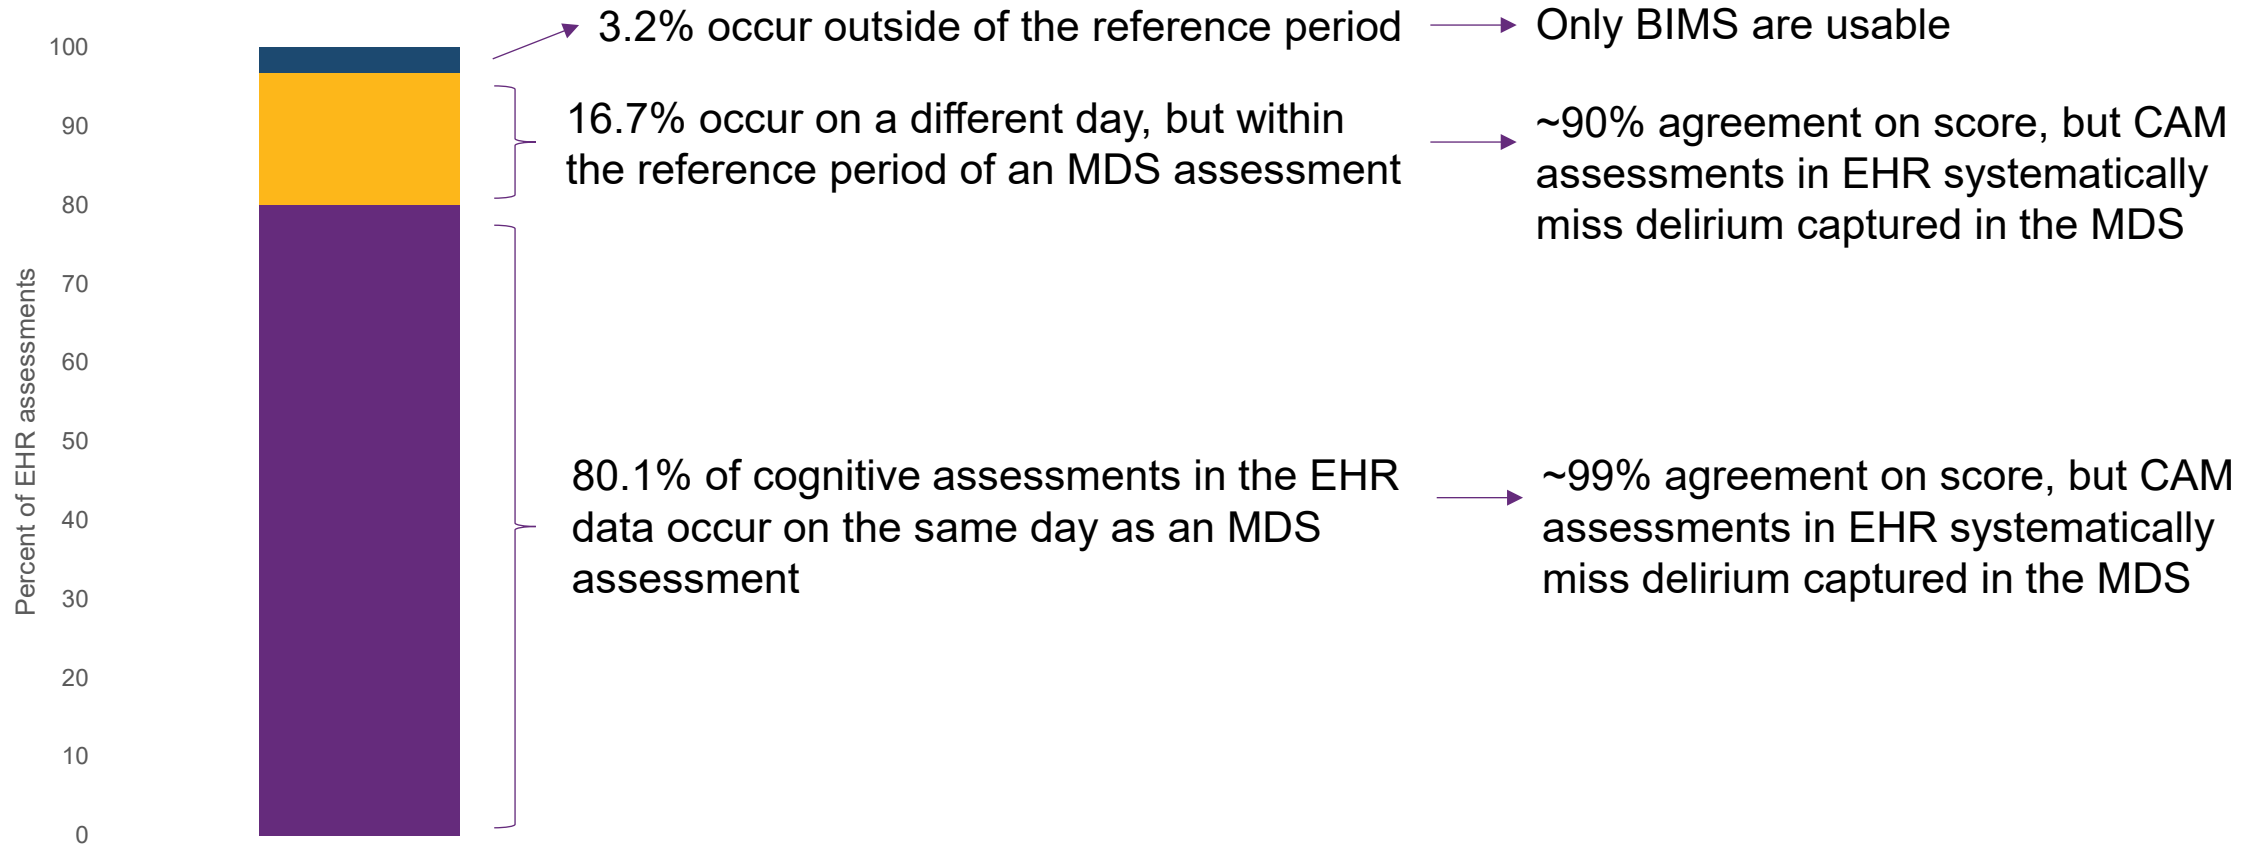 Percent of EHR assessments
100
90
80
70
60
50
40
30
20
10
0
3.2% occur outside of the reference period
Only BIMS are usable
16.7% occur on a different day, but within
the reference period of an MDS assessment
~90% agreement on score, but CAM
assessments in EHR systematically
miss delirium captured in the MDS
80.1% of cognitive assessments in the EHR
data occur on the same day as an MDS
assessment
~99% agreement on score, but CAM
assessments in EHR systematically
miss delirium captured in the MDS